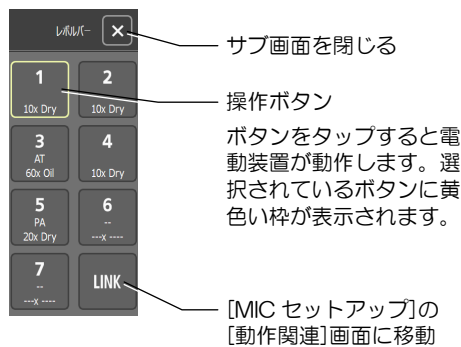 レボルバー ×
サブ画面を閉じる
1
10x Dry
2
10x Dry
操作ボタン
ボタンをタップすると電
動装置が動作します。選
択されているボタンに黄
色い枠が表示されます。
3
AT
60x Oil
4
10x Dry
5
PA
20x Dry
6
--
---x ----
7
--
---x ----
LINK
[MIC セットアップ]の
[動作関連]画面に移動